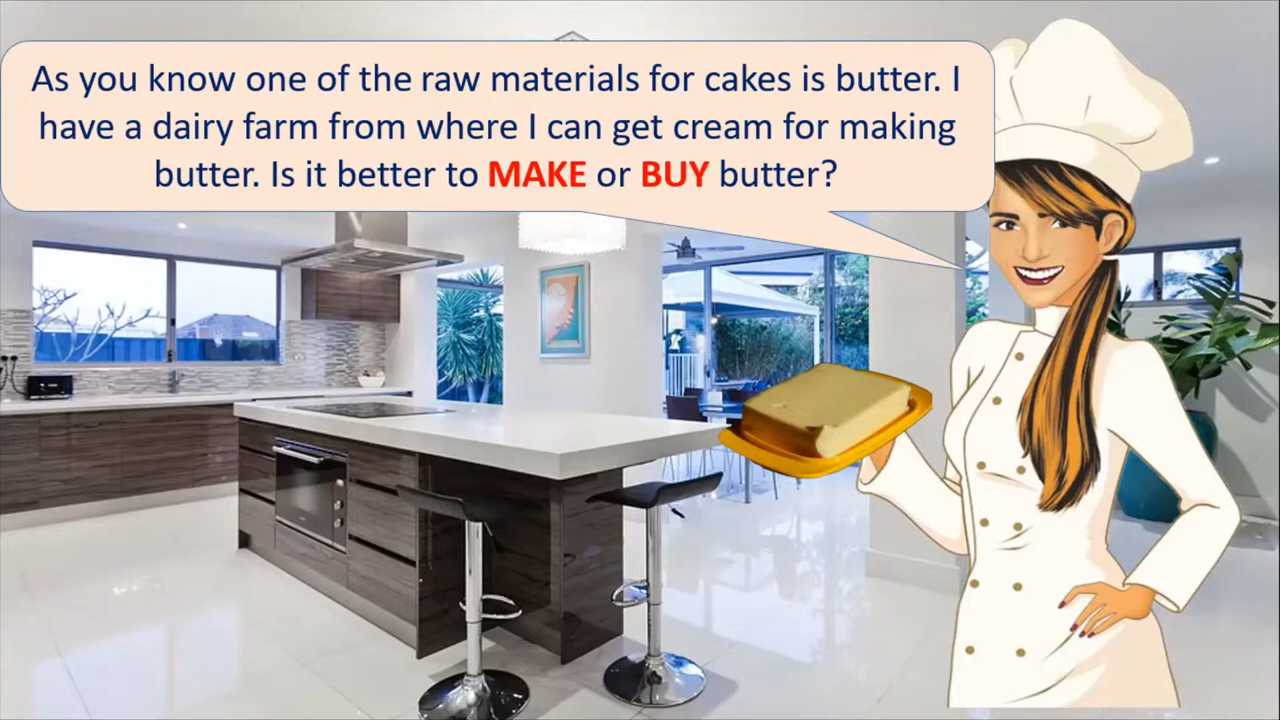 As you know one of the raw materials for cakes is butter. I
have a dairy farm from where I can get cream for making
butter. Is it better to MAKE or BUY butter?